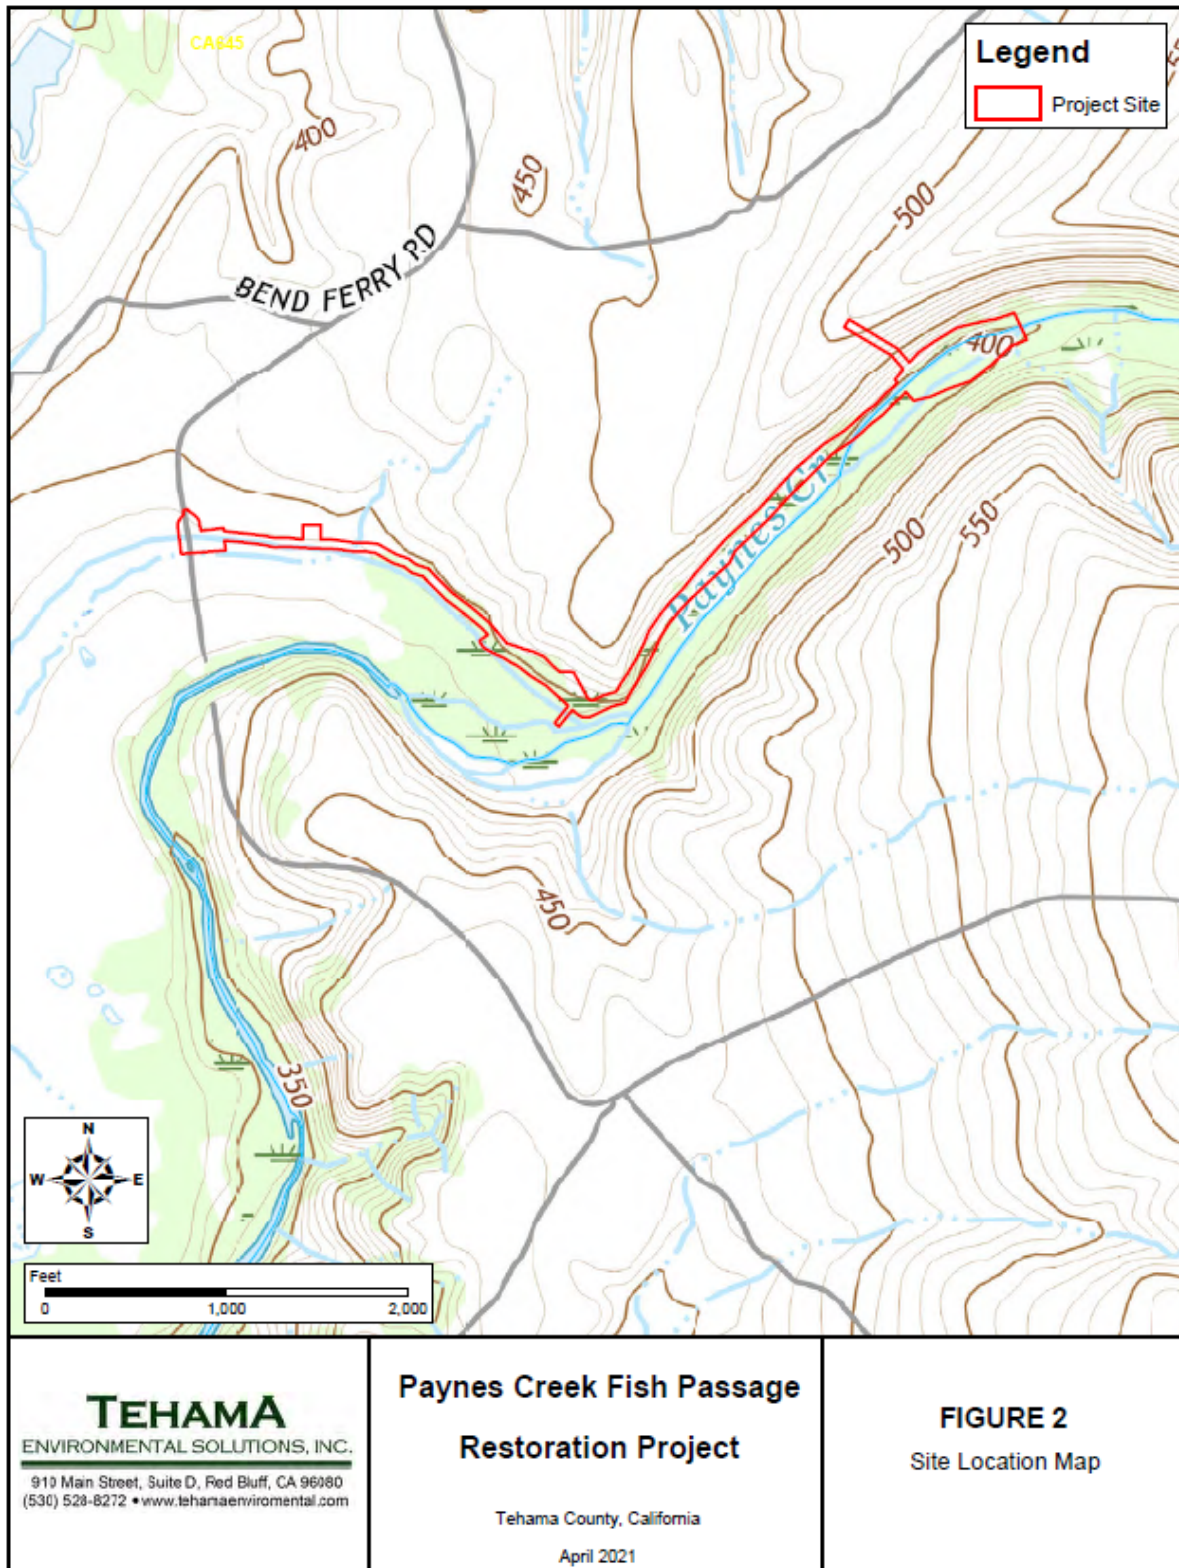 CA645
Legend
Project Site
400
450
500
BEND FERRY RD
400
Paynes Cr
500
550
450
350
N
W
E
S
Feet
0
1,000
2,000
TEHAMA
ENVIRONMENTAL SOLUTIONS, INC.
910 Main Street, Suite D, Red Bluff, CA 96080
(530) 528-8272 • www.tehamaenviromental.com
Paynes Creek Fish Passage
Restoration Project
Tehama County, California
April 2021
FIGURE 2
Site Location Map